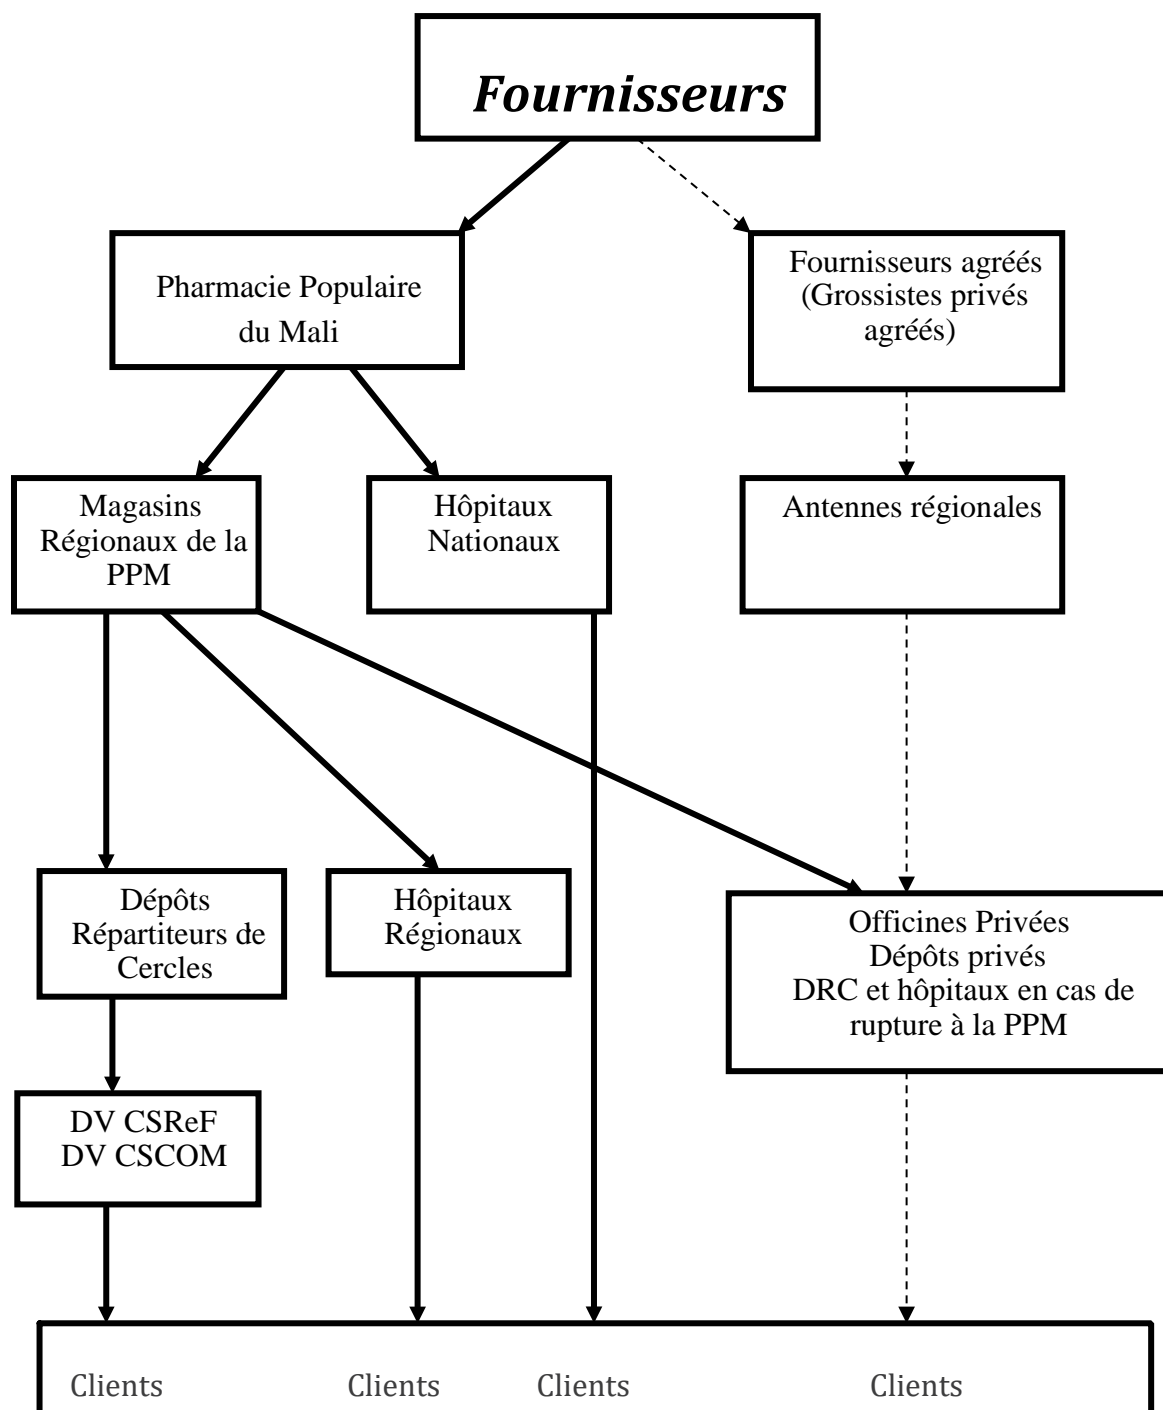 Fournisseurs
Pharmacie Populaire
du Mali
Fournisseurs agréés
(Grossistes privés
agréés)
Magasins
Régionaux de la
PPM
Hôpitaux
Nationaux
Antennes régionales
Dépôts
Répartiteurs de
Cercles
Hôpitaux
Régionaux
Officines Privées
Dépôts privés
DRC et hôpitaux en cas de
rupture à la PPM
DV CSReF
DV CSCOM
Clients
Clients
Clients
Clients